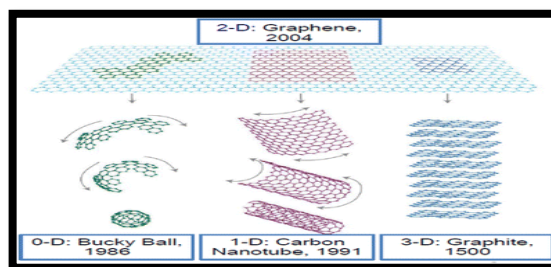 2-D: Graphene,
2004
0-D: Bucky Ball,
1986
1-D: Carbon
Nanotube, 1991
3-D: Graphite,
1500